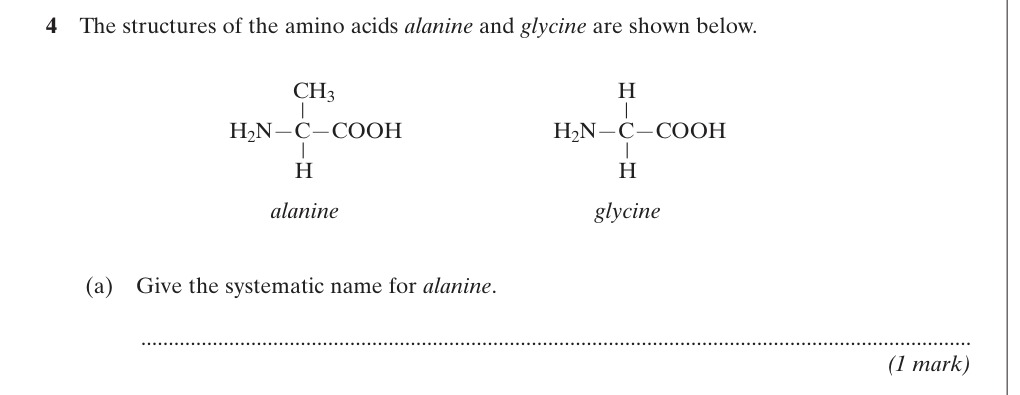 4 The structures of the amino acids alanine and glycine are shown below.
CH3 H
H2N–C–COOH H2N–C–COOH
H H
alanine glycine
(a) Give the systematic name for alanine.
(1 mark)